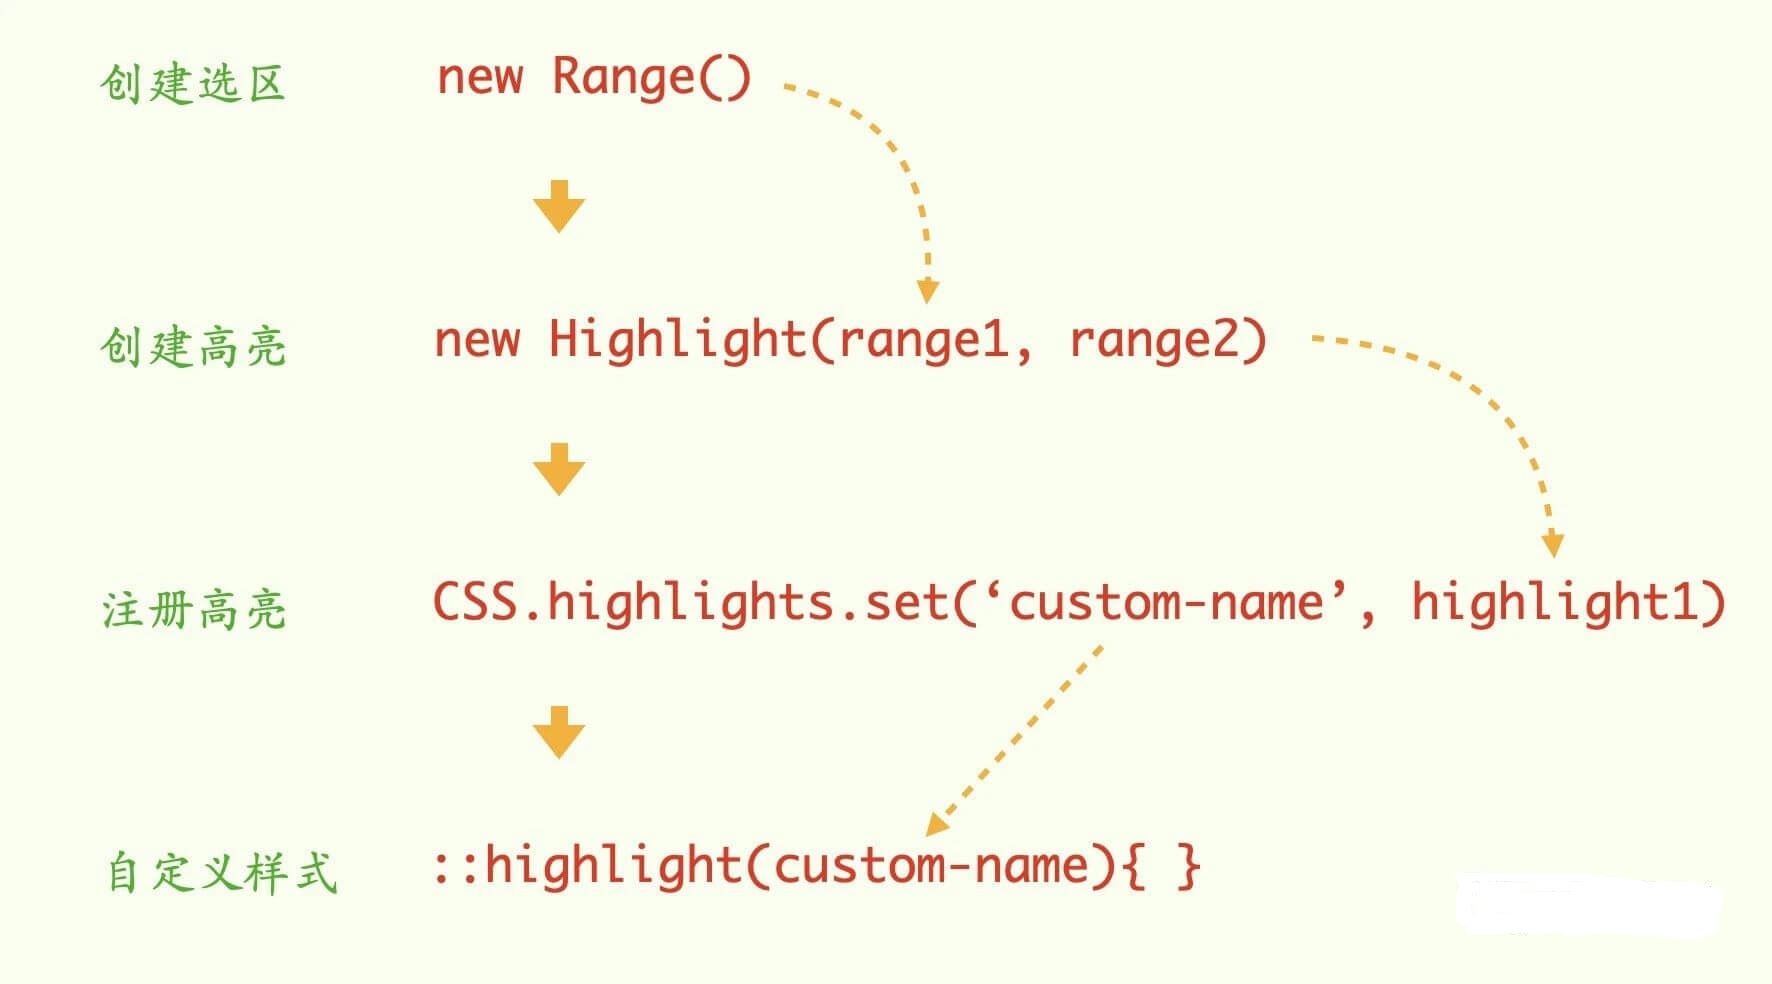 创建选区 new Range()
创建高亮 new Highlight(range1, range2)
注册高亮 CSS.highlights.set(‘custom-name’, highlight1)
自定义样式 ::highlight(custom-name){ }